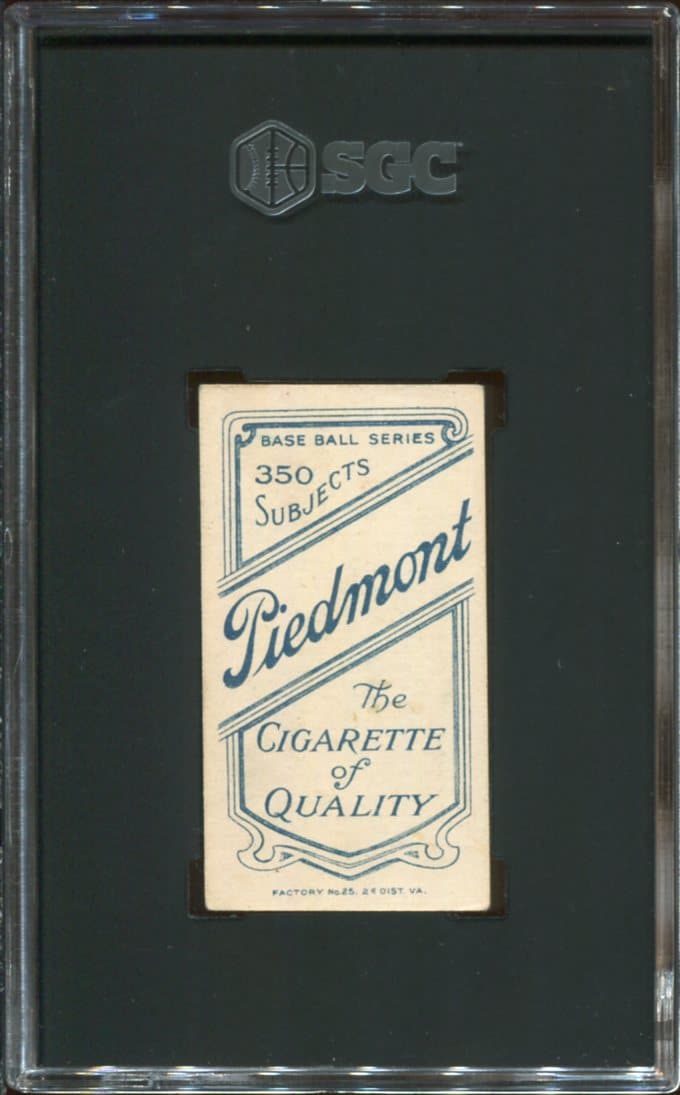 SGC
BASE BALL SERIES
350
SUBJECTS
Piedmont
The
CIGARETTE
of
QUALITY
FACTORY No. 25, 2d DIST. VA.